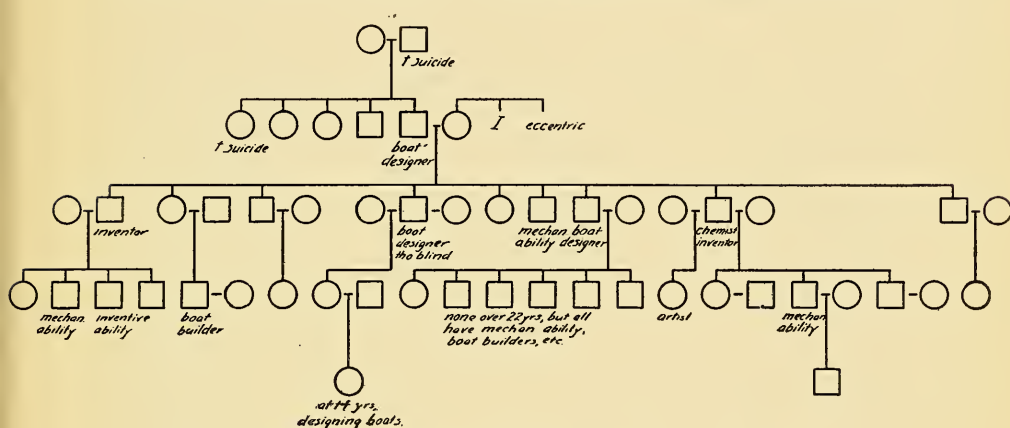 † suicide
† suicide
boat
designer
I eccentric
inventor
boat
designer
tho blind
mechan boat
ability designer
chemist
inventor
mechan inventive
ability ability
boat
builder
none over 22 yrs, but all
have mechan ability,
boat builders, etc.
artist
mechan
ability
yrs,
designing boats.